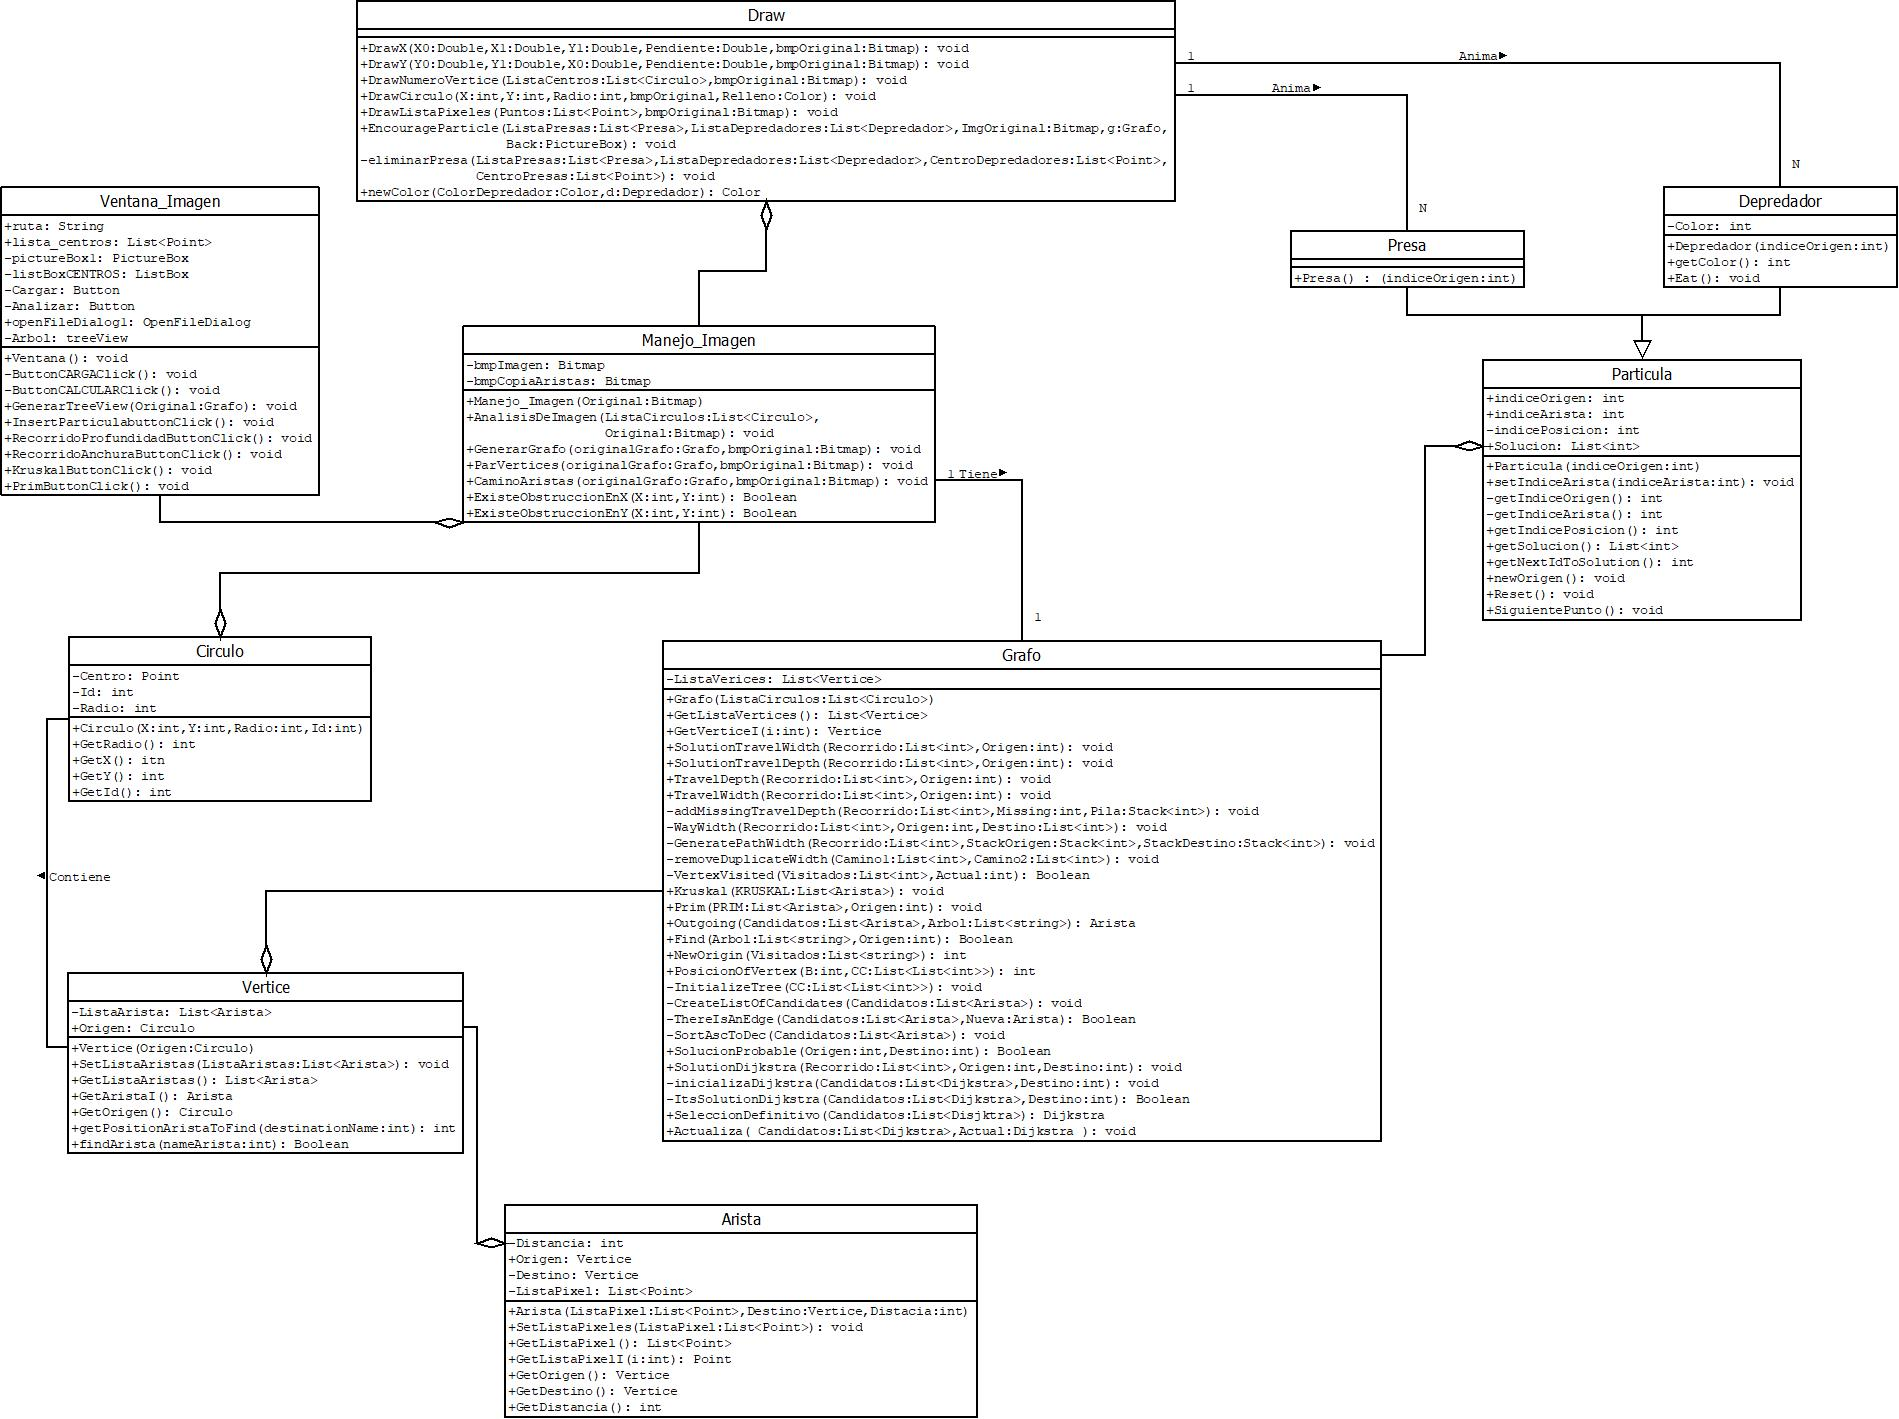 Draw
+DrawX(X0:Double,X1:Double,Y1:Double,Pendiente:Double,bmpOriginal:Bitmap): void
+DrawY(Y0:Double,Y1:Double,X0:Double,Pendiente:Double,bmpOriginal:Bitmap): void
+DrawNumeroVertice(ListaCentros:List<Circulo>,bmpOriginal:Bitmap): void
+DrawCirculo(X:int,Y:int,Radio:int,bmpOriginal,Relleno:Color): void
+DrawListaPixeles(Puntos:List<Point>,bmpOriginal:Bitmap): void
+EncourageParticle(ListaPresas:List<Presa>,ListaDepredadores:List<Depredador>,ImgOriginal:Bitmap,g:Grafo,
Back:PictureBox): void
-eliminarPresa(ListaPresas:List<Presa>,ListaDepredadores:List<Depredador>,CentroDepredadores:List<Point>,
CentroPresas:List<Point>): void
+newColor(ColorDepredador:Color,d:Depredador): Color
1 Anima
N
1 Anima
N
Ventana_Imagen
+ruta: String
+lista_centros: List<Point>
-pictureBox1: PictureBox
-listBoxCENTROS: ListBox
-Cargar: Button
-Analizar: Button
+openFileDialog1: OpenFileDialog
-Arbol: treeView
+Ventana(): void
-ButtonCARGAClick(): void
-ButtonCALCULARClick(): void
+GenerarTreeView(Original:Grafo): void
+InsertParticulabuttonClick(): void
+RecorridoProfundidadButtonClick(): void
+RecorridoAnchuraButtonClick(): void
+KruskalButtonClick(): void
+PrimButtonClick(): void
Presa
+Presa() : (indiceOrigen:int)
Depredador
-Color: int
+Depredador(indiceOrigen:int)
+getColor(): int
+Eat(): void
Manejo_Imagen
-bmpImagen: Bitmap
-bmpCopiaAristas: Bitmap
+Manejo_Imagen(Original:Bitmap)
+AnalisisDeImagen(ListaCirculos:List<Circulo>,
Original:Bitmap): void
+GenerarGrafo(originalGrafo:Grafo,bmpOriginal:Bitmap): void
+ParVertices(originalGrafo:Grafo,bmpOriginal:Bitmap): void
+CaminoAristas(originalGrafo:Grafo,bmpOriginal:Bitmap): void
+ExisteObstruccionEnX(X:int,Y:int): Boolean
+ExisteObstruccionEnY(X:int,Y:int): Boolean
1 Tiene
1
Particula
+indiceOrigen: int
+indiceArista: int
-indicePosicion: int
+Solucion: List<int>
+Particula(indiceOrigen:int)
+setIndiceArista(indiceArista:int): void
-getIndiceOrigen(): int
-getIndiceArista(): int
+getIndicePosicion(): int
+getSolucion(): List<int>
+getNextIdToSolution(): int
+newOrigen(): void
+Reset(): void
+SiguientePunto(): void
Circulo
-Centro: Point
-Id: int
-Radio: int
+Circulo(X:int,Y:int,Radio:int,Id:int)
+GetRadio(): int
+GetX(): itn
+GetY(): int
+GetId(): int
Contiene
Grafo
-ListaVerices: List<Vertice>
+Grafo(ListaCirculos:List<Circulo>)
+GetListaVertices(): List<Vertice>
+GetVerticeI(i:int): Vertice
+SolutionTravelWidth(Recorrido:List<int>,Origen:int): void
+SolutionTravelDepth(Recorrido:List<int>,Origen:int): void
+TravelDepth(Recorrido:List<int>,Origen:int): void
+TravelWidth(Recorrido:List<int>,Origen:int): void
-addMissingTravelDepth(Recorrido:List<int>,Missing:int,Pila:Stack<int>): void
-WayWidth(Recorrido:List<int>,Origen:int,Destino:List<int>): void
-GeneratePathWidth(Recorrido:List<int>,StackOrigen:Stack<int>,StackDestino:Stack<int>): void
-removeDuplicateWidth(Camino1:List<int>,Camino2:List<int>): void
-VertexVisited(Visitados:List<int>,Actual:int): Boolean
+Kruskal(KRUSKAL:List<Arista>): void
+Prim(PRIM:List<Arista>,Origen:int): void
+Outgoing(Candidatos:List<Arista>,Arbol:List<string>): Arista
+Find(Arbol:List<string>,Origen:int): Boolean
+NewOrigin(Visitados:List<string>): int
+PosicionOfVertex(B:int,CC:List<List<int>>): int
-InitializeTree(CC:List<List<int>>): void
-CreateListOfCandidates(Candidatos:List<Arista>): void
-ThereIsAnEdge(Candidatos:List<Arista>,Nueva:Arista): Boolean
-SortAscToDec(Candidatos:List<Arista>): void
+SolucionProbable(Origen:int,Destino:int): Boolean
+SolutionDijkstra(Recorrido:List<int>,Origen:int,Destino:int): void
-inicializaDijkstra(Candidatos:List<Dijkstra>,Destino:int): void
-ItsSolutionDijkstra(Candidatos:List<Dijkstra>,Destino:int): Boolean
+SeleccionDefinitivo(Candidatos:List<Disjktra>): Dijkstra
+Actualiza( Candidatos:List<Dijkstra>,Actual:Dijkstra ): void
Vertice
-ListaArista: List<Arista>
+Origen: Circulo
+Vertice(Origen:Circulo)
+SetListaAristas(ListaAristas:List<Arista>): void
+GetListaAristas(): List<Arista>
+GetAristaI(): Arista
+GetOrigen(): Circulo
+getPositionAristaToFind(destinationName:int): int
+findArista(nameArista:int): Boolean
Arista
-Distancia: int
+Origen: Vertice
-Destino: Vertice
-ListaPixel: List<Point>
+Arista(ListaPixel:List<Point>,Destino:Vertice,Distacia:int)
+SetListaPixeles(ListaPixel:List<Point>): void
+GetListaPixel(): List<Point>
+GetListaPixelI(i:int): Point
+GetOrigen(): Vertice
+GetDestino(): Vertice
+GetDistancia(): int